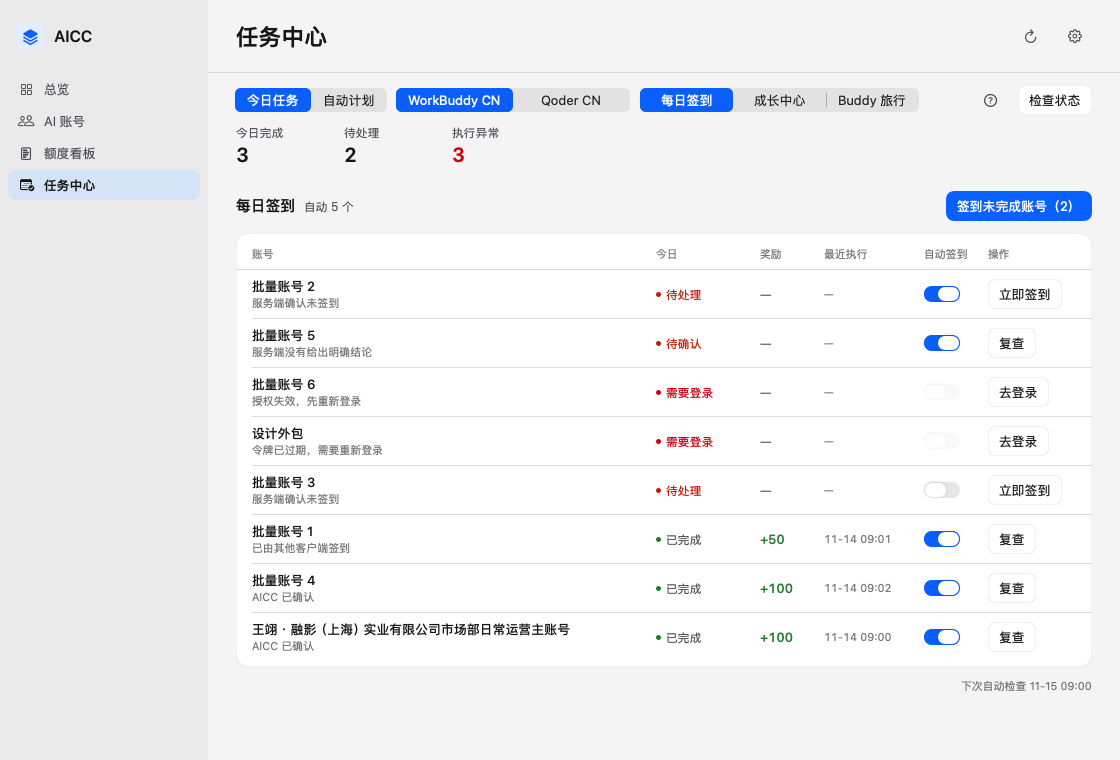 AICC
总览
AI 账号
额度看板
任务中心
任务中心
今日任务 自动计划 WorkBuddy CN Qoder CN 每日签到 成长中心 Buddy 旅行 检查状态
今日完成 待处理 执行异常
3 2 3
每日签到 自动 5 个 签到未完成账号（2）
账号 今日 奖励 最近执行 自动签到 操作
批量账号 2
服务端确认未签到
待处理 — — 立即签到
批量账号 5
服务端没有给出明确结论
待确认 — — 复查
批量账号 6
授权失效，先重新登录
需要登录 — — 去登录
设计外包
令牌已过期，需要重新登录
需要登录 — — 去登录
批量账号 3
服务端确认未签到
待处理 — — 立即签到
批量账号 1
已由其他客户端签到
已完成 +50 11-14 09:01 复查
批量账号 4
AICC 已确认
已完成 +100 11-14 09:02 复查
王翊 · 融影（上海）实业有限公司市场部日常运营主账号
AICC 已确认
已完成 +100 11-14 09:00 复查
下次自动检查 11-15 09:00